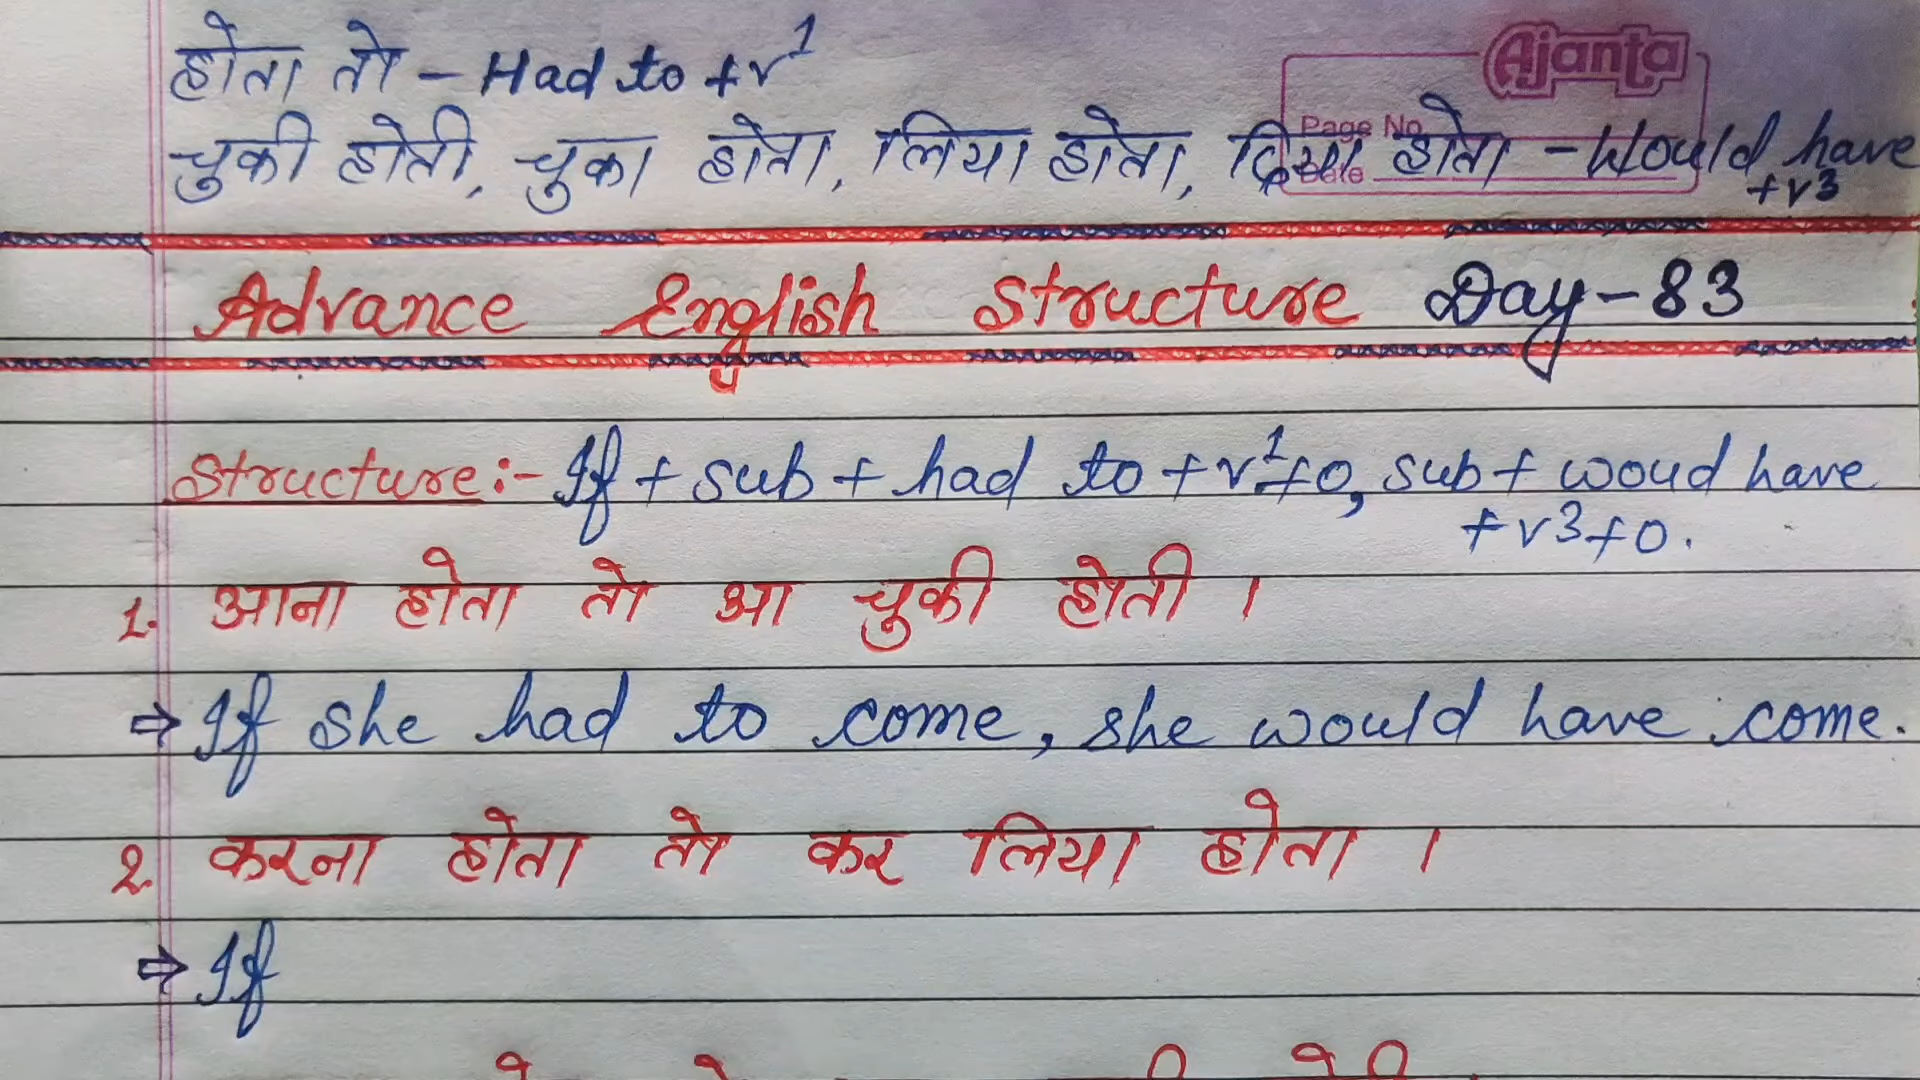 होता तो - Had to + v1
Ajanta
Page No.
चुकी होती, चुका होता, लिया होता, दिया होता - Would have
Date
+ v3
Advance English Structure Day - 83
Structure:- If + sub + had to + v1 + o, sub + woud have
+ v3 + o.
1. आना होता तो आ चुकी होती ।
⇒ If she had to come, she would have come.
2. करना होता तो कर लिया होता ।
⇒ If